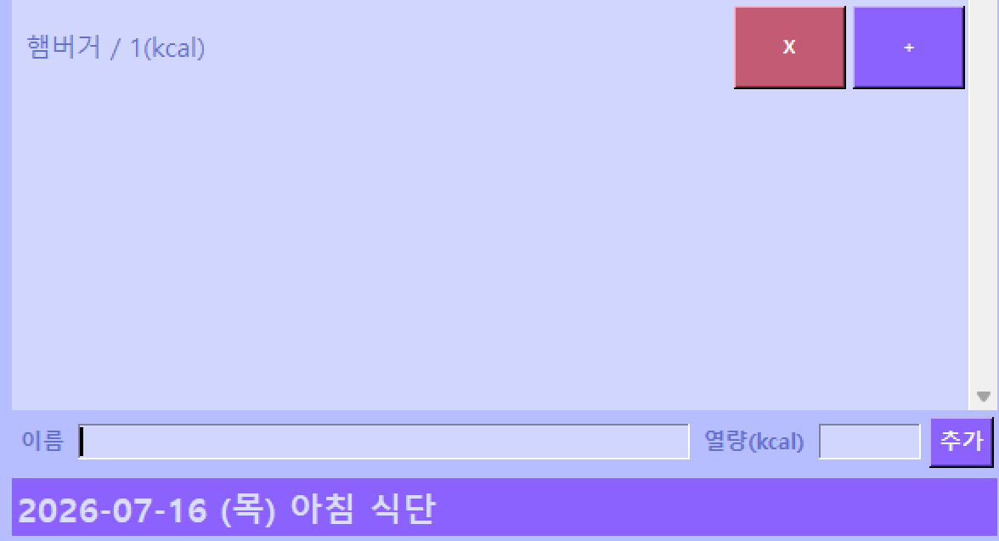 햄버거 / 1(kcal) X +
이름 열량(kcal) 추가
2026-07-16 (목) 아침 식단